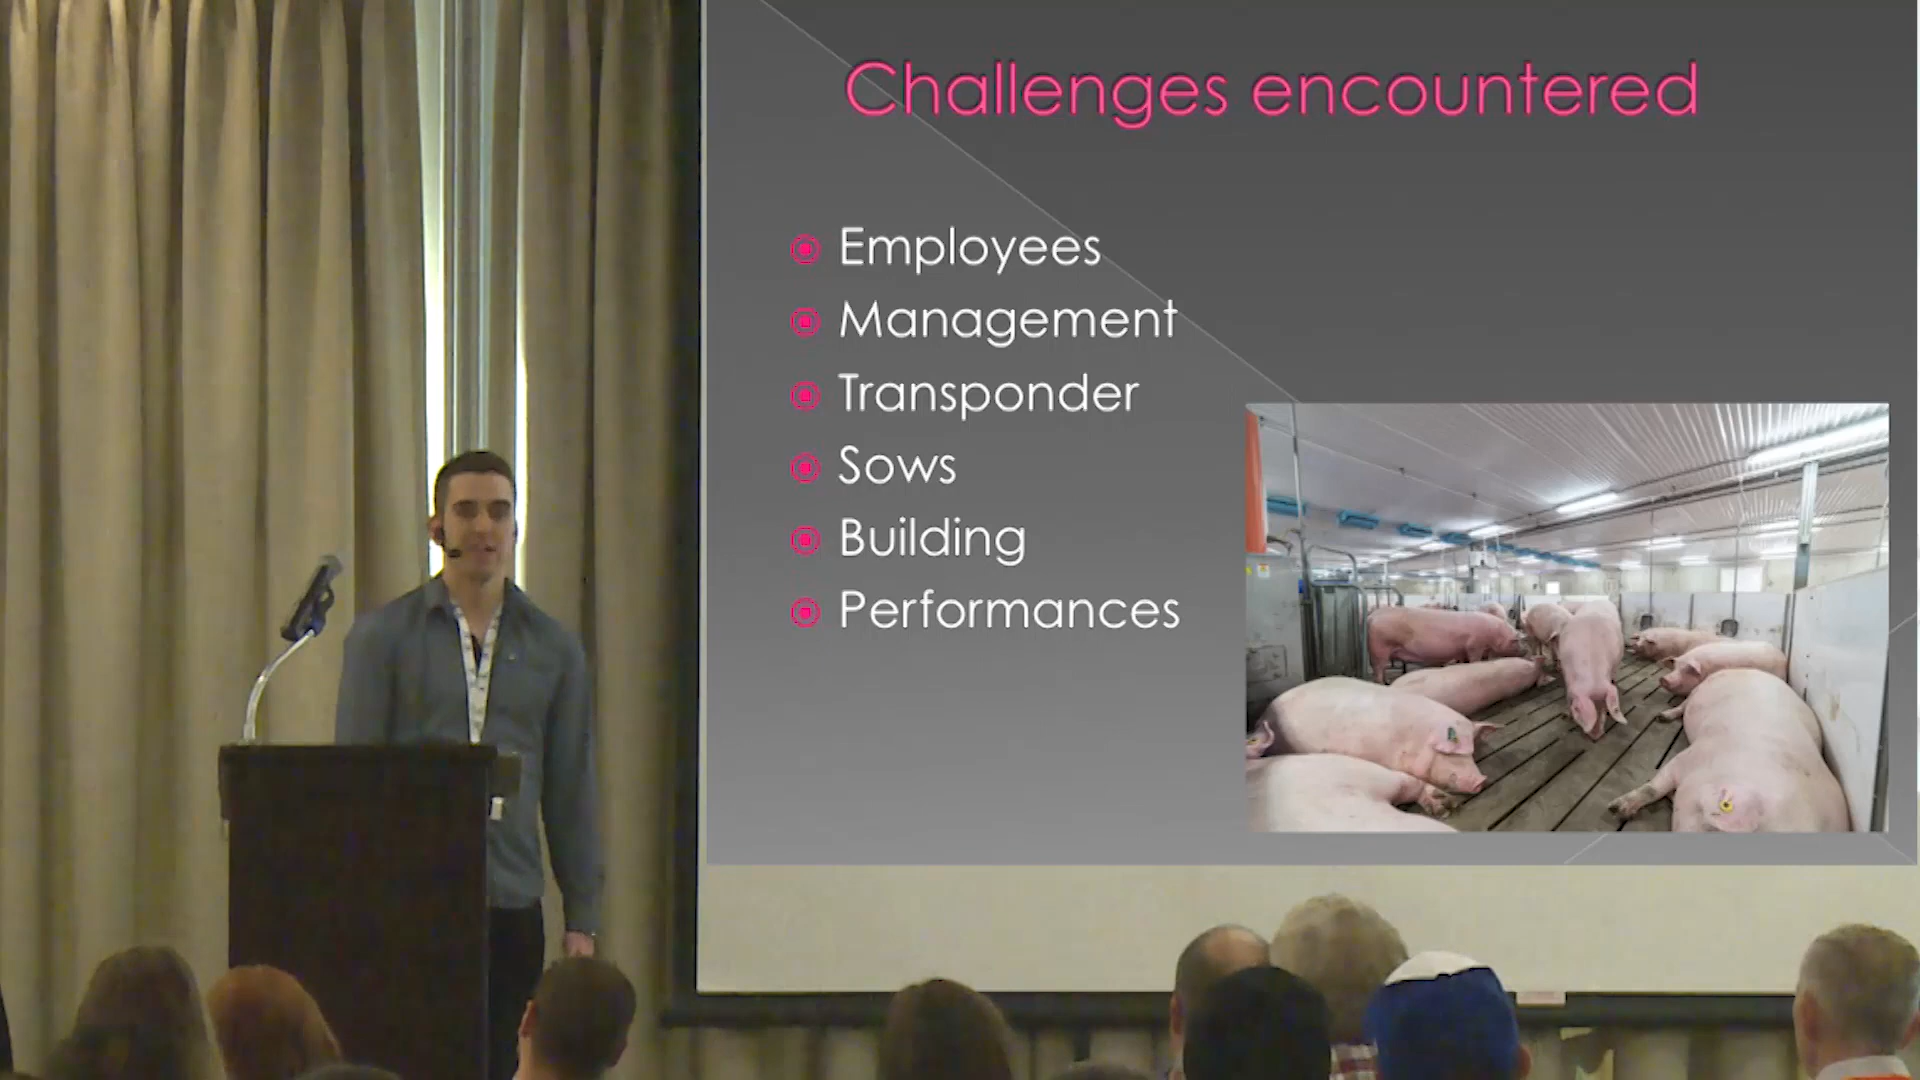 Challenges encountered
Employees
Management
Transponder
Sows
Building
Performances